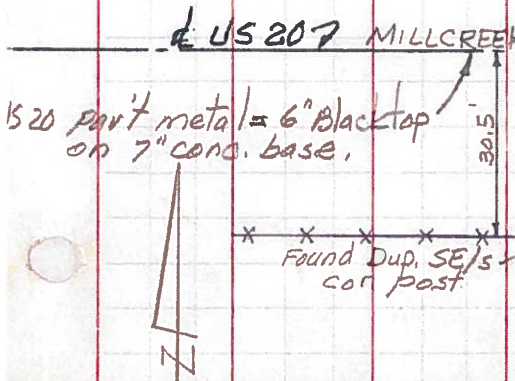 ℄ US 20 7 MILLCREEK
US 20 pav't metal = 6" Blacktop
on 7" conc. base.
30.5'
Found Dup. SE/s
cor post
N